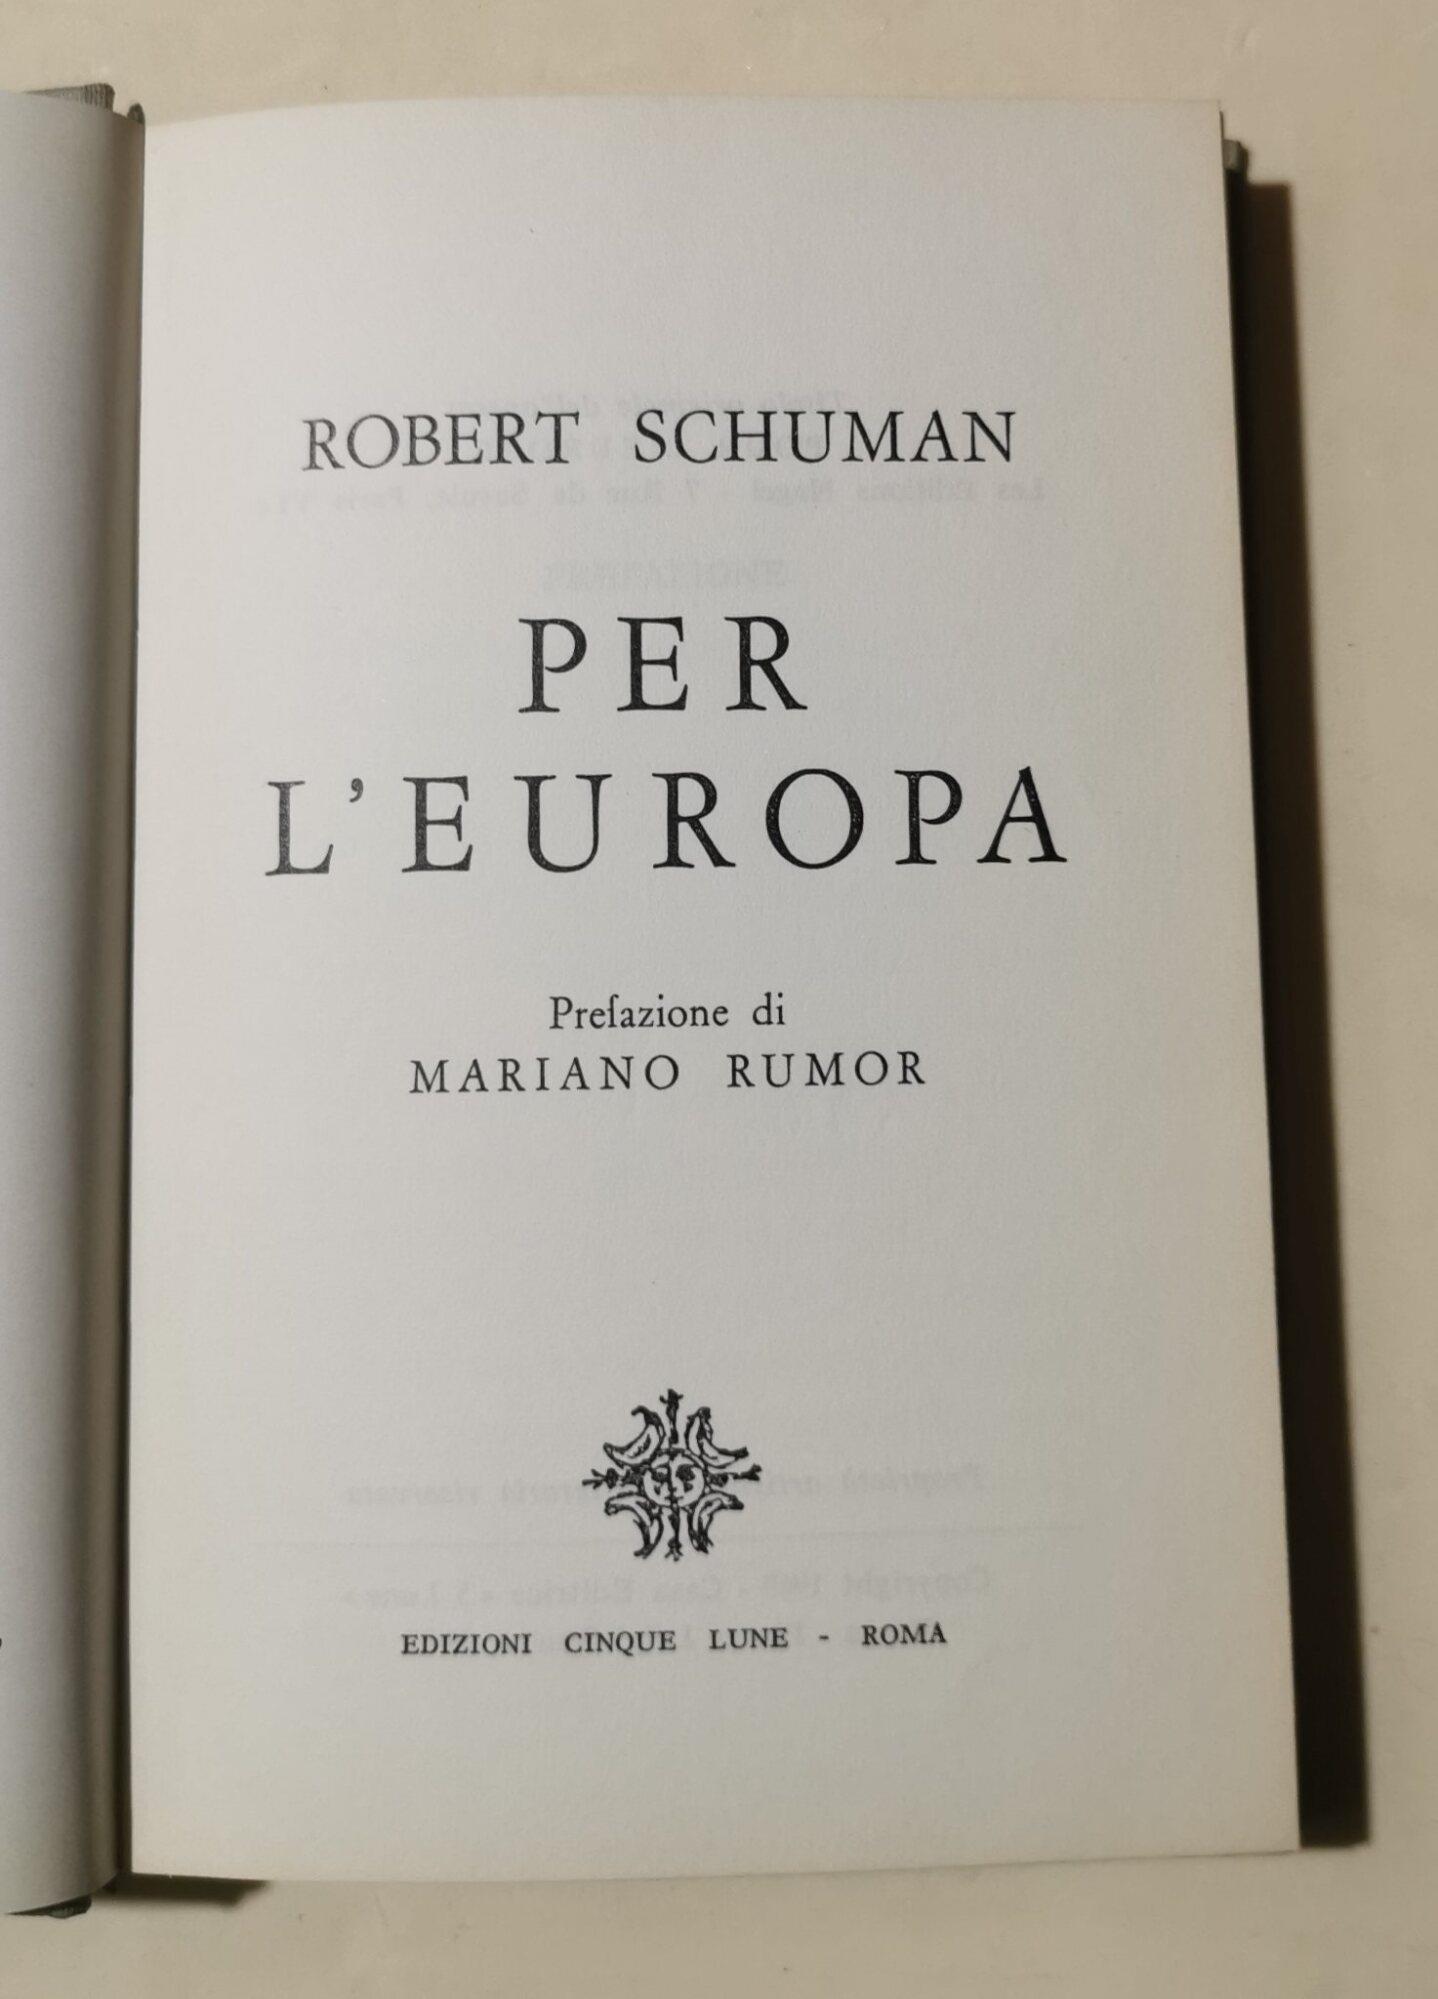 ROBERT SCHUMAN
PER
L'EUROPA
Prefazione di
MARIANO RUMOR
EDIZIONI CINQUE LUNE - ROMA